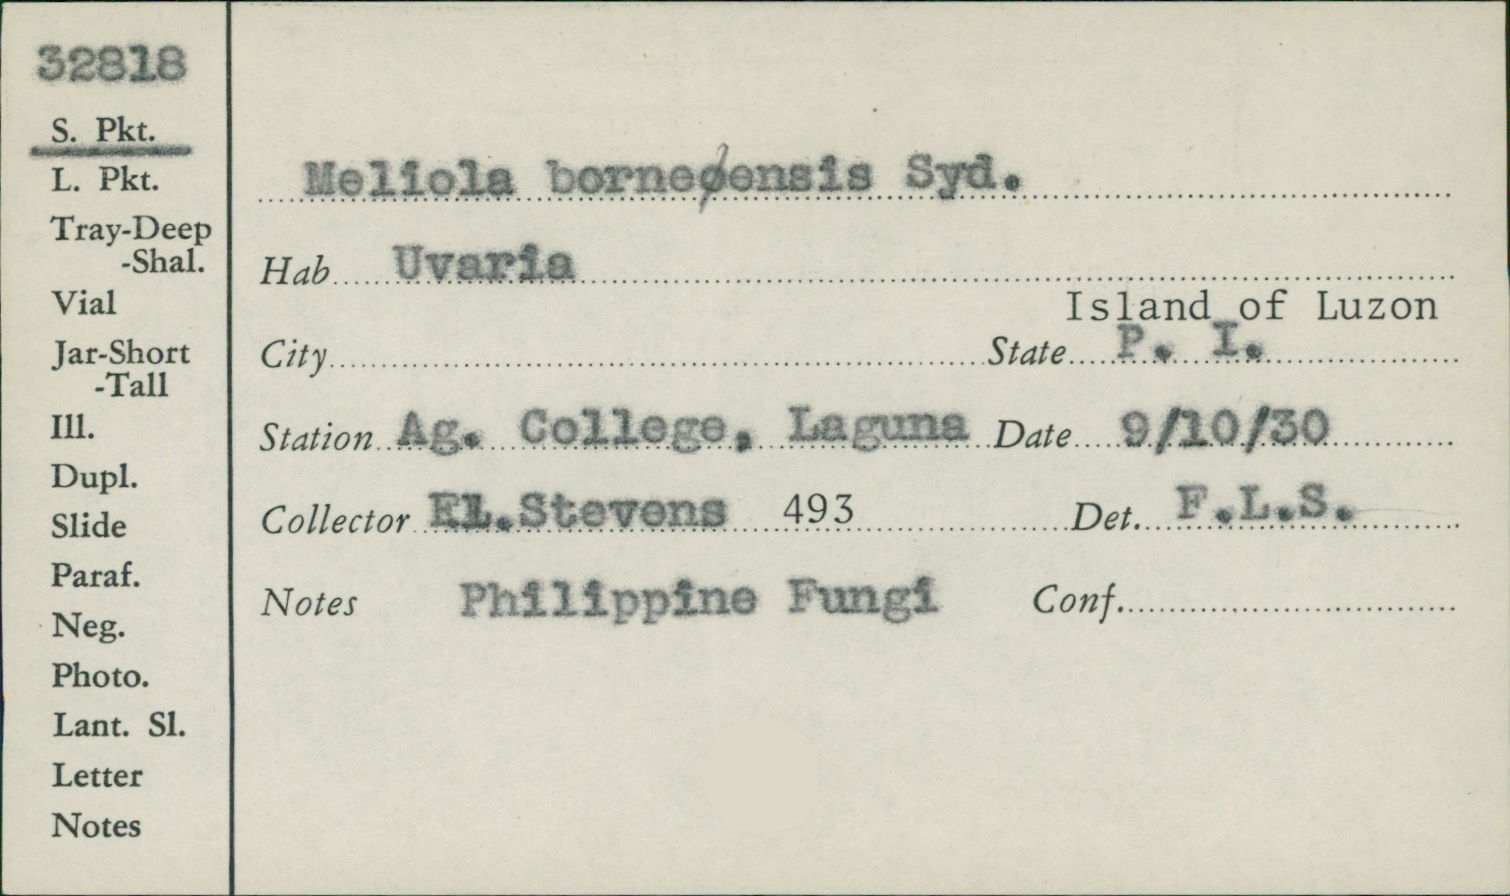 32818
S. Pkt.
L. Pkt.
Tray-Deep
-Shal.
Vial
Jar-Short
-Tall
Ill.
Dupl.
Slide
Paraf.
Neg.
Photo.
Lant. Sl.
Letter
Notes
Meliola borneoensis Syd.
Hab Uvaria
Island of Luzon
City State P. I.
Station Ag. College, Laguna Date 9/10/30
Collector Stevens 493 Det. F.L.S.
Notes Philippine Fungi Conf.